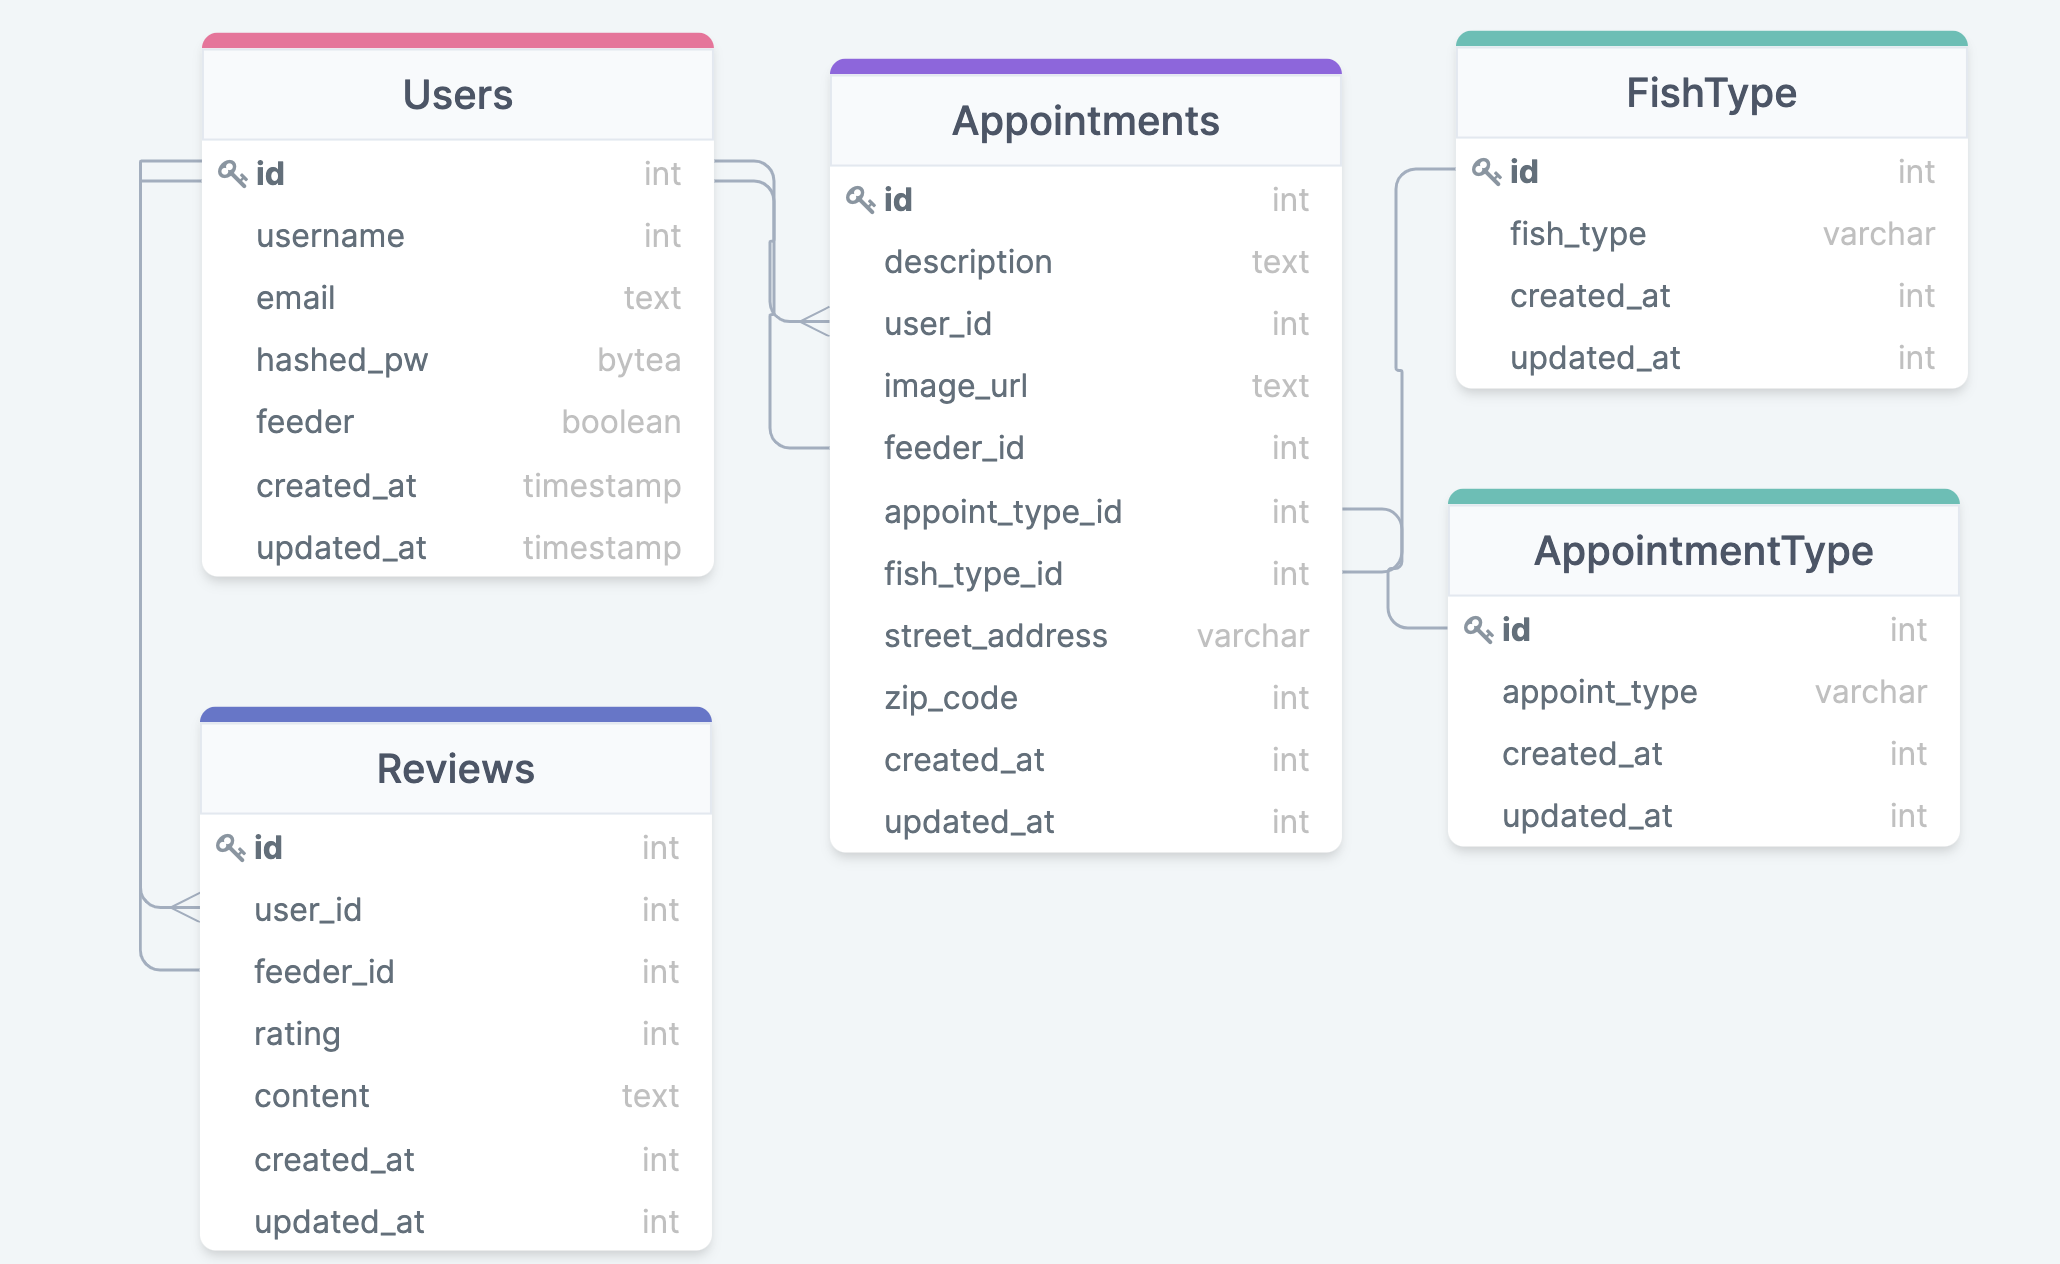 Users
id int
username int
email text
hashed_pw bytea
feeder boolean
created_at timestamp
updated_at timestamp
Reviews
id int
user_id int
feeder_id int
rating int
content text
created_at int
updated_at int
Appointments
id int
description text
user_id int
image_url text
feeder_id int
appoint_type_id int
fish_type_id int
street_address varchar
zip_code int
created_at int
updated_at int
FishType
id int
fish_type varchar
created_at int
updated_at int
AppointmentType
id int
appoint_type varchar
created_at int
updated_at int